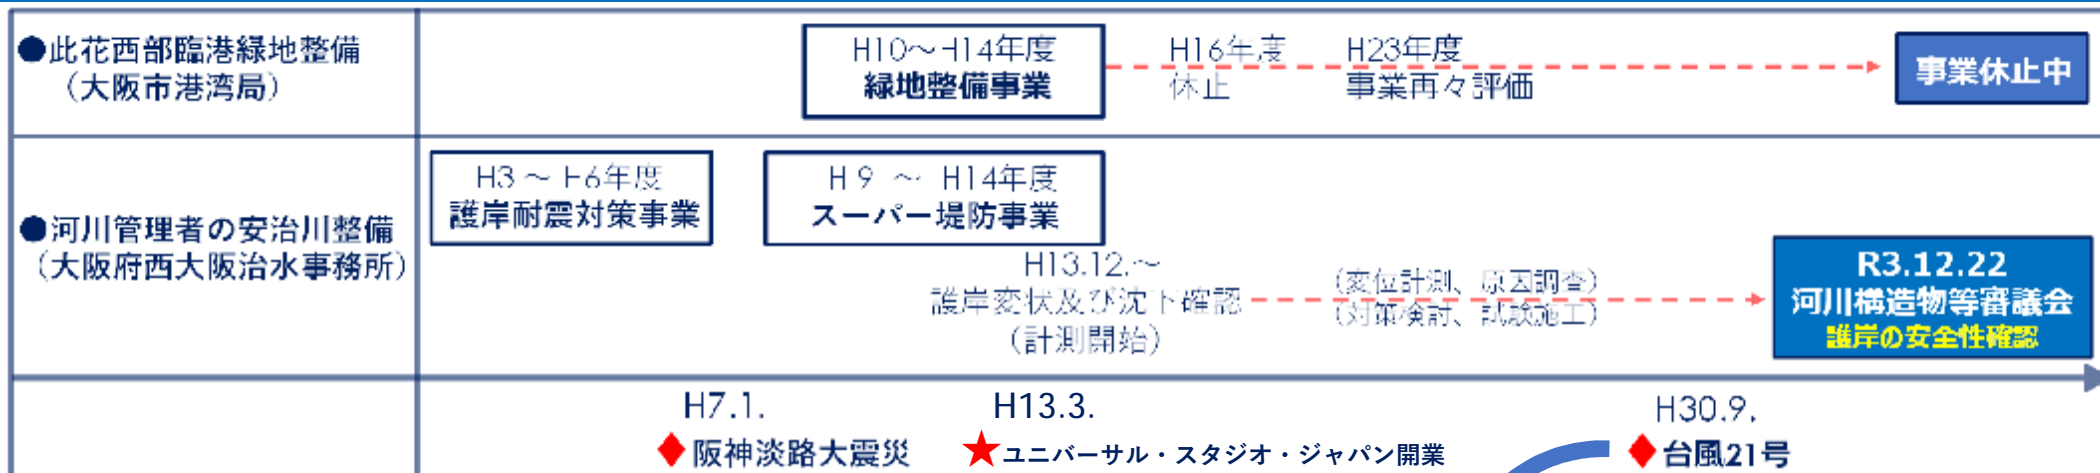 ●此花西部臨港緑地整備
（大阪市港湾局）
H10～H14年度
緑地整備事業
H16年度
休止
H23年度
事業再々評価
事業休止中
●河川管理者の安治川整備
（大阪府西大阪治水事務所）
H3 ～ H6年度
護岸耐震対策事業
H 9 ～ H14年度
スーパー堤防事業
H13.12.～
護岸変状及び沈下確認
（計測開始）
（変位計測、原因調査）
（対策検討、試験施工）
R3.12.22
河川構造物等審議会
護岸の安全性確認
H7.1.
♦阪神淡路大震災
H13.3.
★ユニバーサル・スタジオ・ジャパン開業
H30.9.
♦台風21号